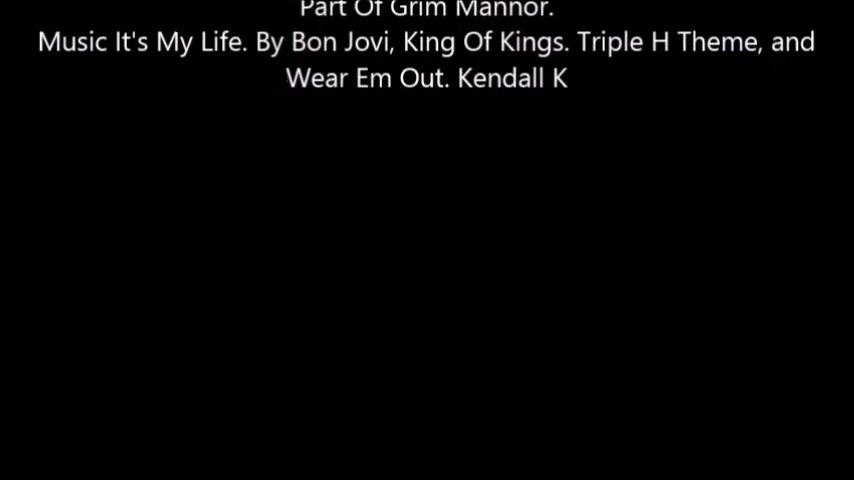 Part Of Grim Mannor.
Music It's My Life. By Bon Jovi, King Of Kings. Triple H Theme, and
Wear Em Out. Kendall K